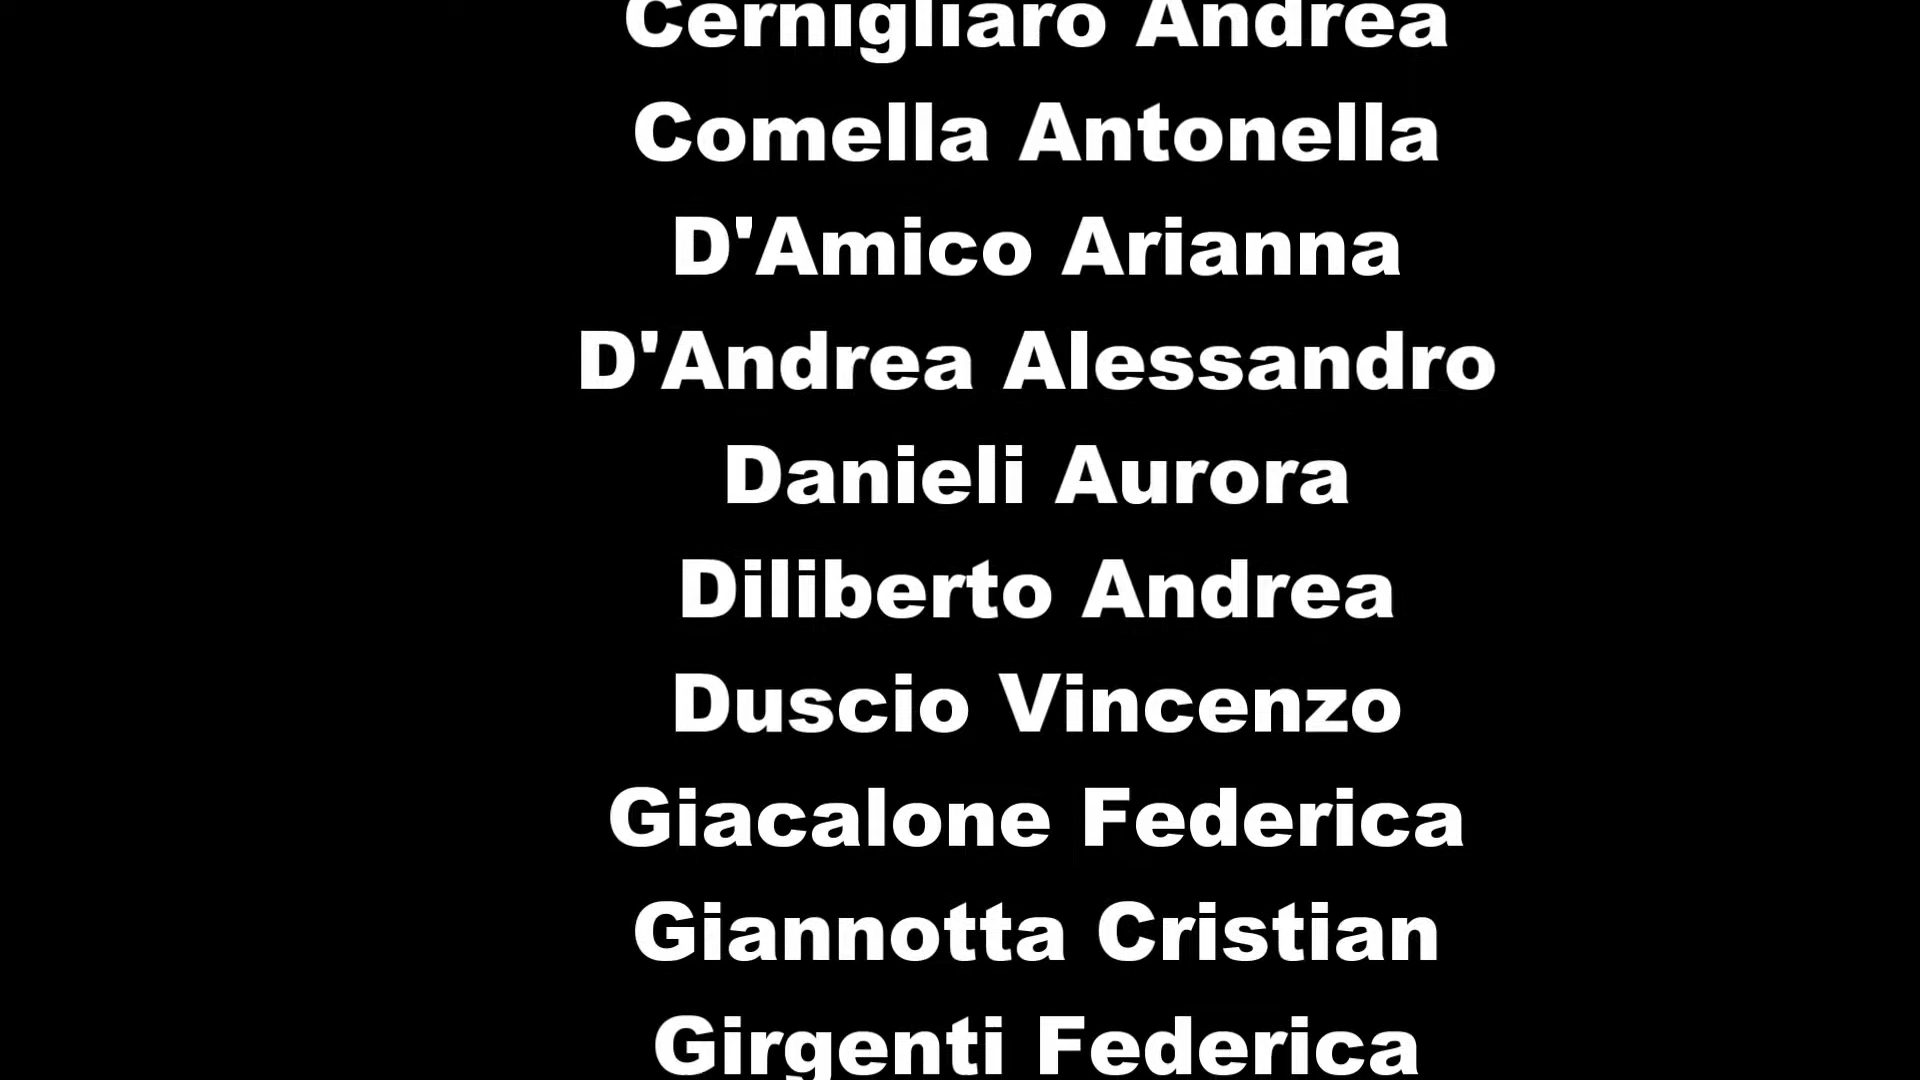 Cernigliaro Andrea
Comella Antonella
D'Amico Arianna
D'Andrea Alessandro
Danieli Aurora
Diliberto Andrea
Duscio Vincenzo
Giacalone Federica
Giannotta Cristian
Girgenti Federica